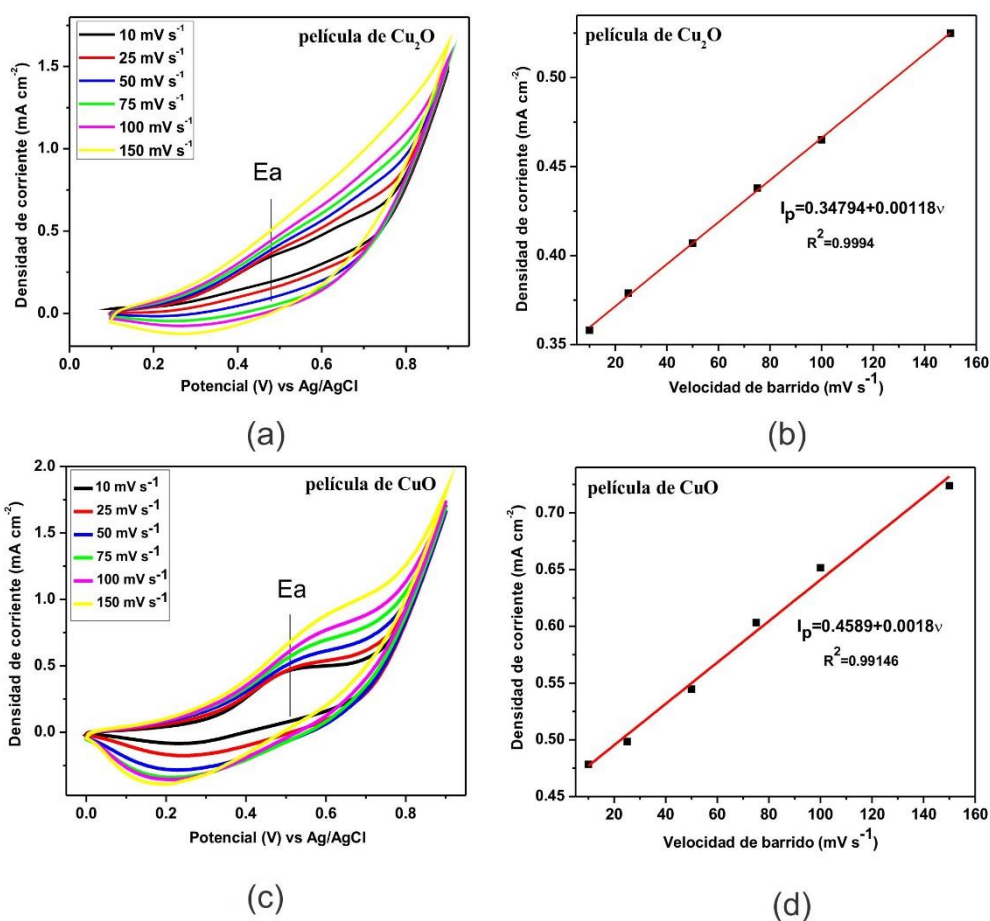 película de Cu₂O
10 mV s⁻¹
25 mV s⁻¹
50 mV s⁻¹
75 mV s⁻¹
100 mV s⁻¹
150 mV s⁻¹
Ea
Densidad de corriente (mA cm⁻²)
1.5
1.0
0.5
0.0
0.0 0.2 0.4 0.6 0.8
Potencial (V) vs Ag/AgCl
(a)
película de Cu₂O
Densidad de corriente (mA cm⁻²)
0.50
0.45
0.40
0.35
Iₚ=0.34794+0.00118ν
R²=0.9994
20 40 60 80 100 120 140 160
Velocidad de barrido (mV s⁻¹)
(b)
película de CuO
10 mV s⁻¹
25 mV s⁻¹
50 mV s⁻¹
75 mV s⁻¹
100 mV s⁻¹
150 mV s⁻¹
Ea
Densidad de corriente (mA cm⁻²)
2.0
1.5
1.0
0.5
0.0
0.0 0.2 0.4 0.6 0.8
Potencial (V) vs Ag/AgCl
(c)
película de CuO
Densidad de corriente (mA cm⁻²)
0.70
0.65
0.60
0.55
0.50
0.45
Iₚ=0.4589+0.0018ν
R²=0.99146
20 40 60 80 100 120 140 160
Velocidad de barrido (mV s⁻¹)
(d)